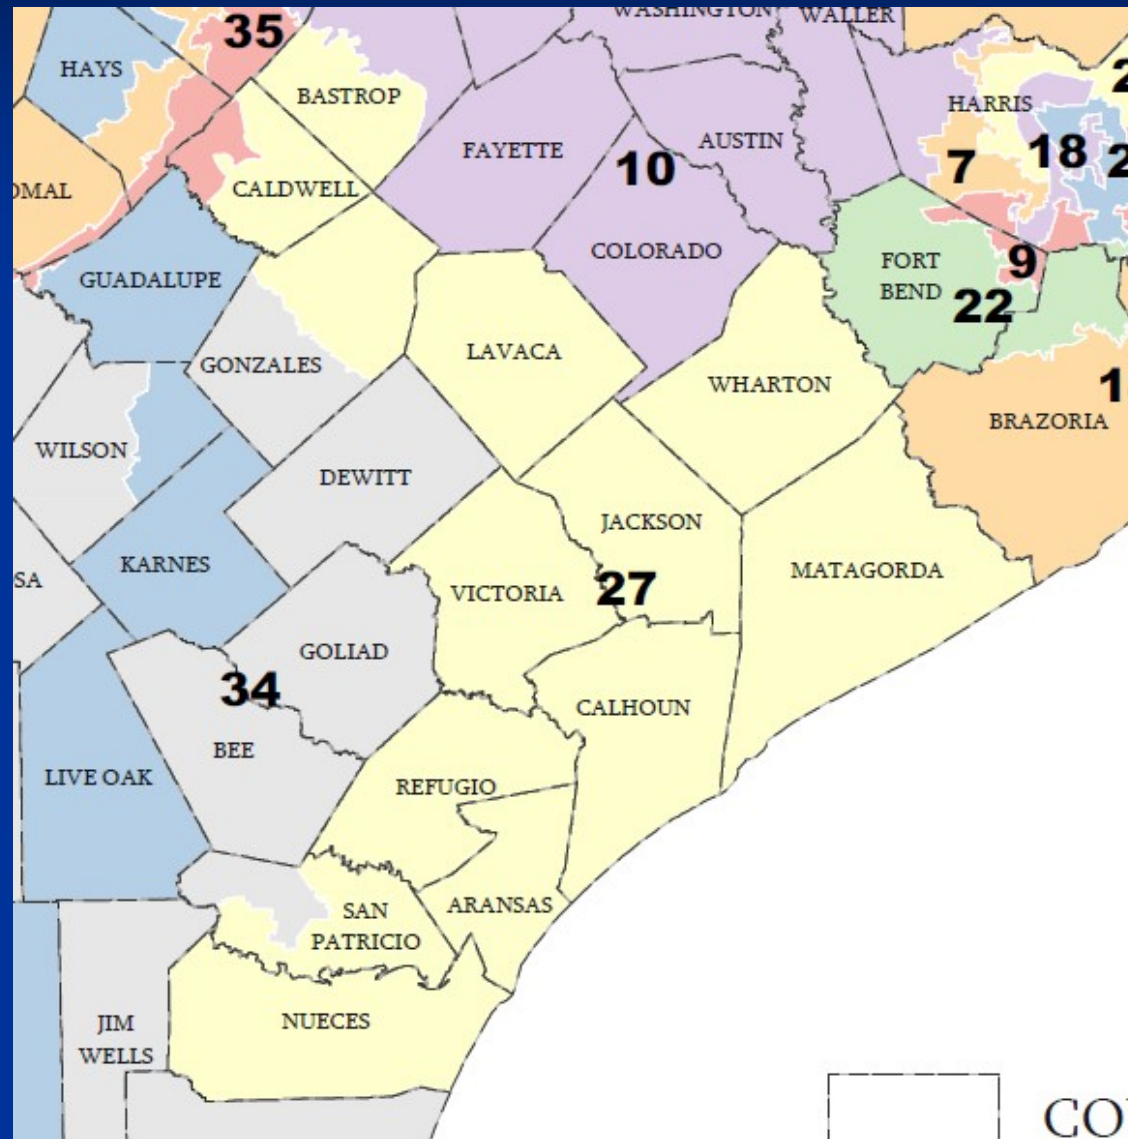 WASHINGTON
WALLER
35
HAYS
BASTROP
HARRIS
FAYETTE
AUSTIN
10
7
18
CALDWELL
COLORADO
GUADALUPE
FORT
BEND
9
22
LAVACA
GONZALES
WHARTON
BRAZORIA
WILSON
DEWITT
JACKSON
KARNES
MATAGORDA
VICTORIA
27
GOLIAD
34
CALHOUN
BEE
LIVE OAK
REFUGIO
ARANSAS
SAN
PATRICIO
NUECES
JIM
WELLS